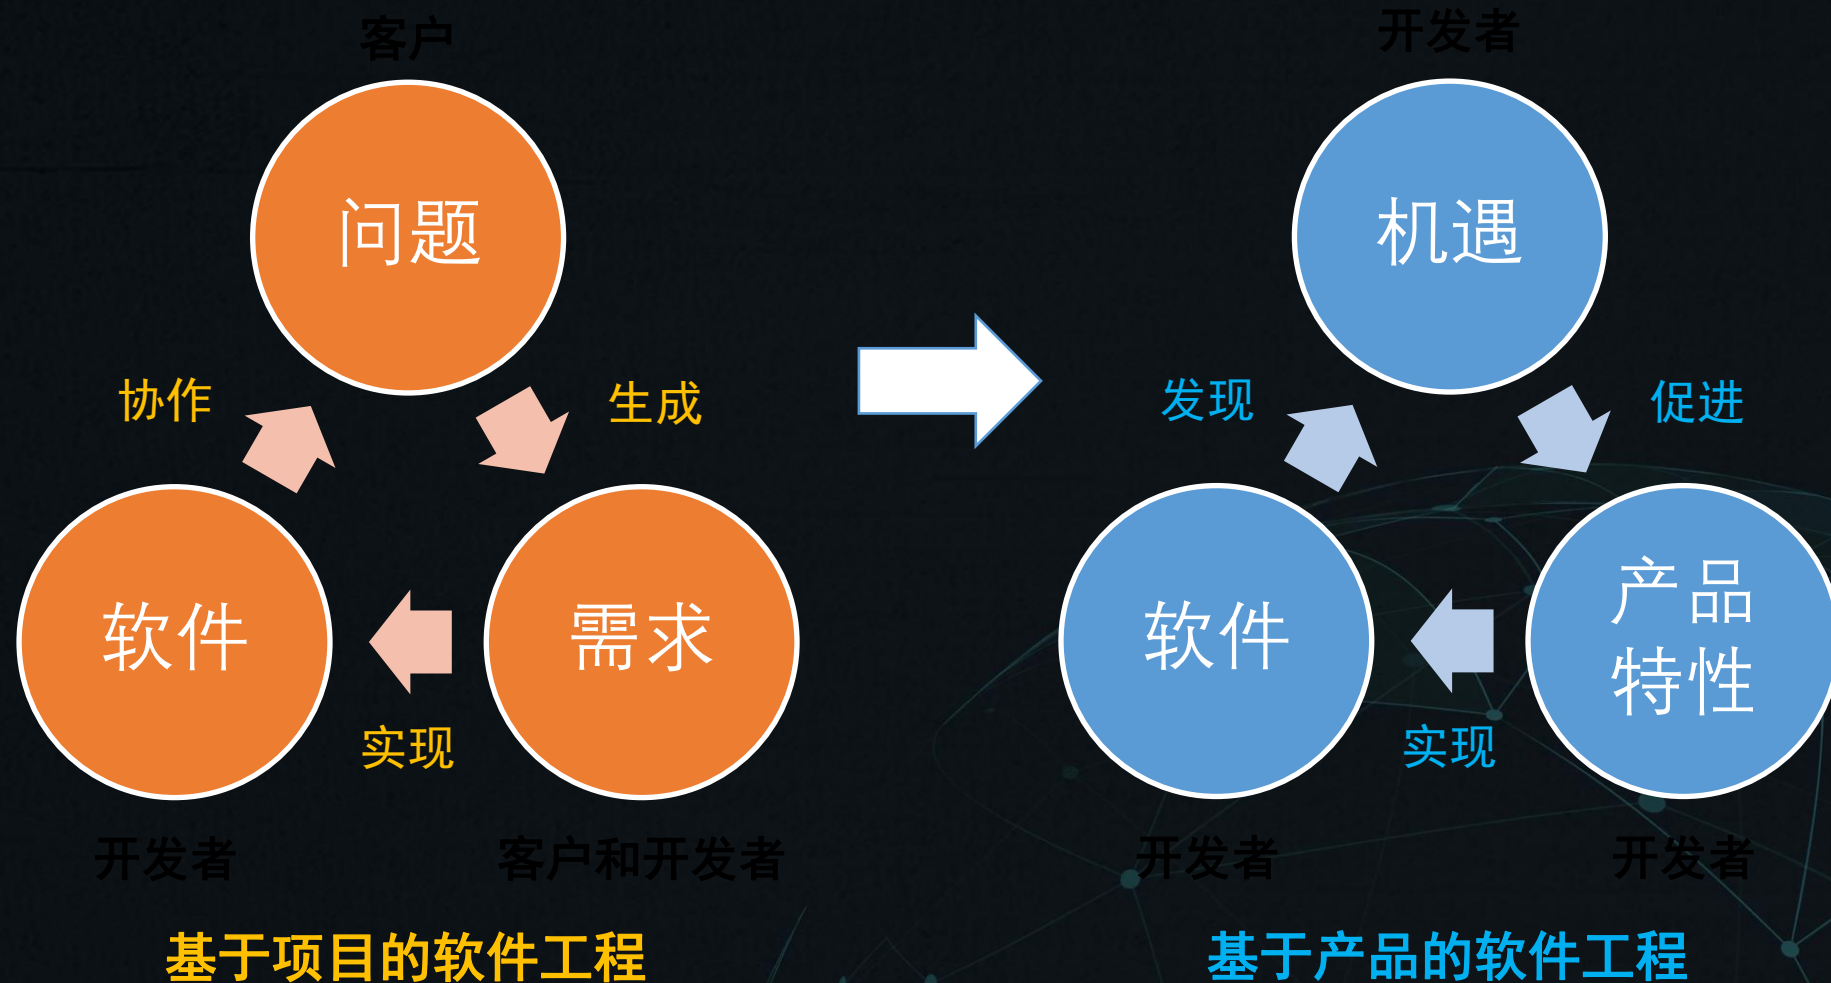 客户
问题
协作
生成
软件
需求
实现
开发者
客户和开发者
基于项目的软件工程
开发者
机遇
发现
促进
软件
产品
特性
实现
开发者
开发者
基于产品的软件工程